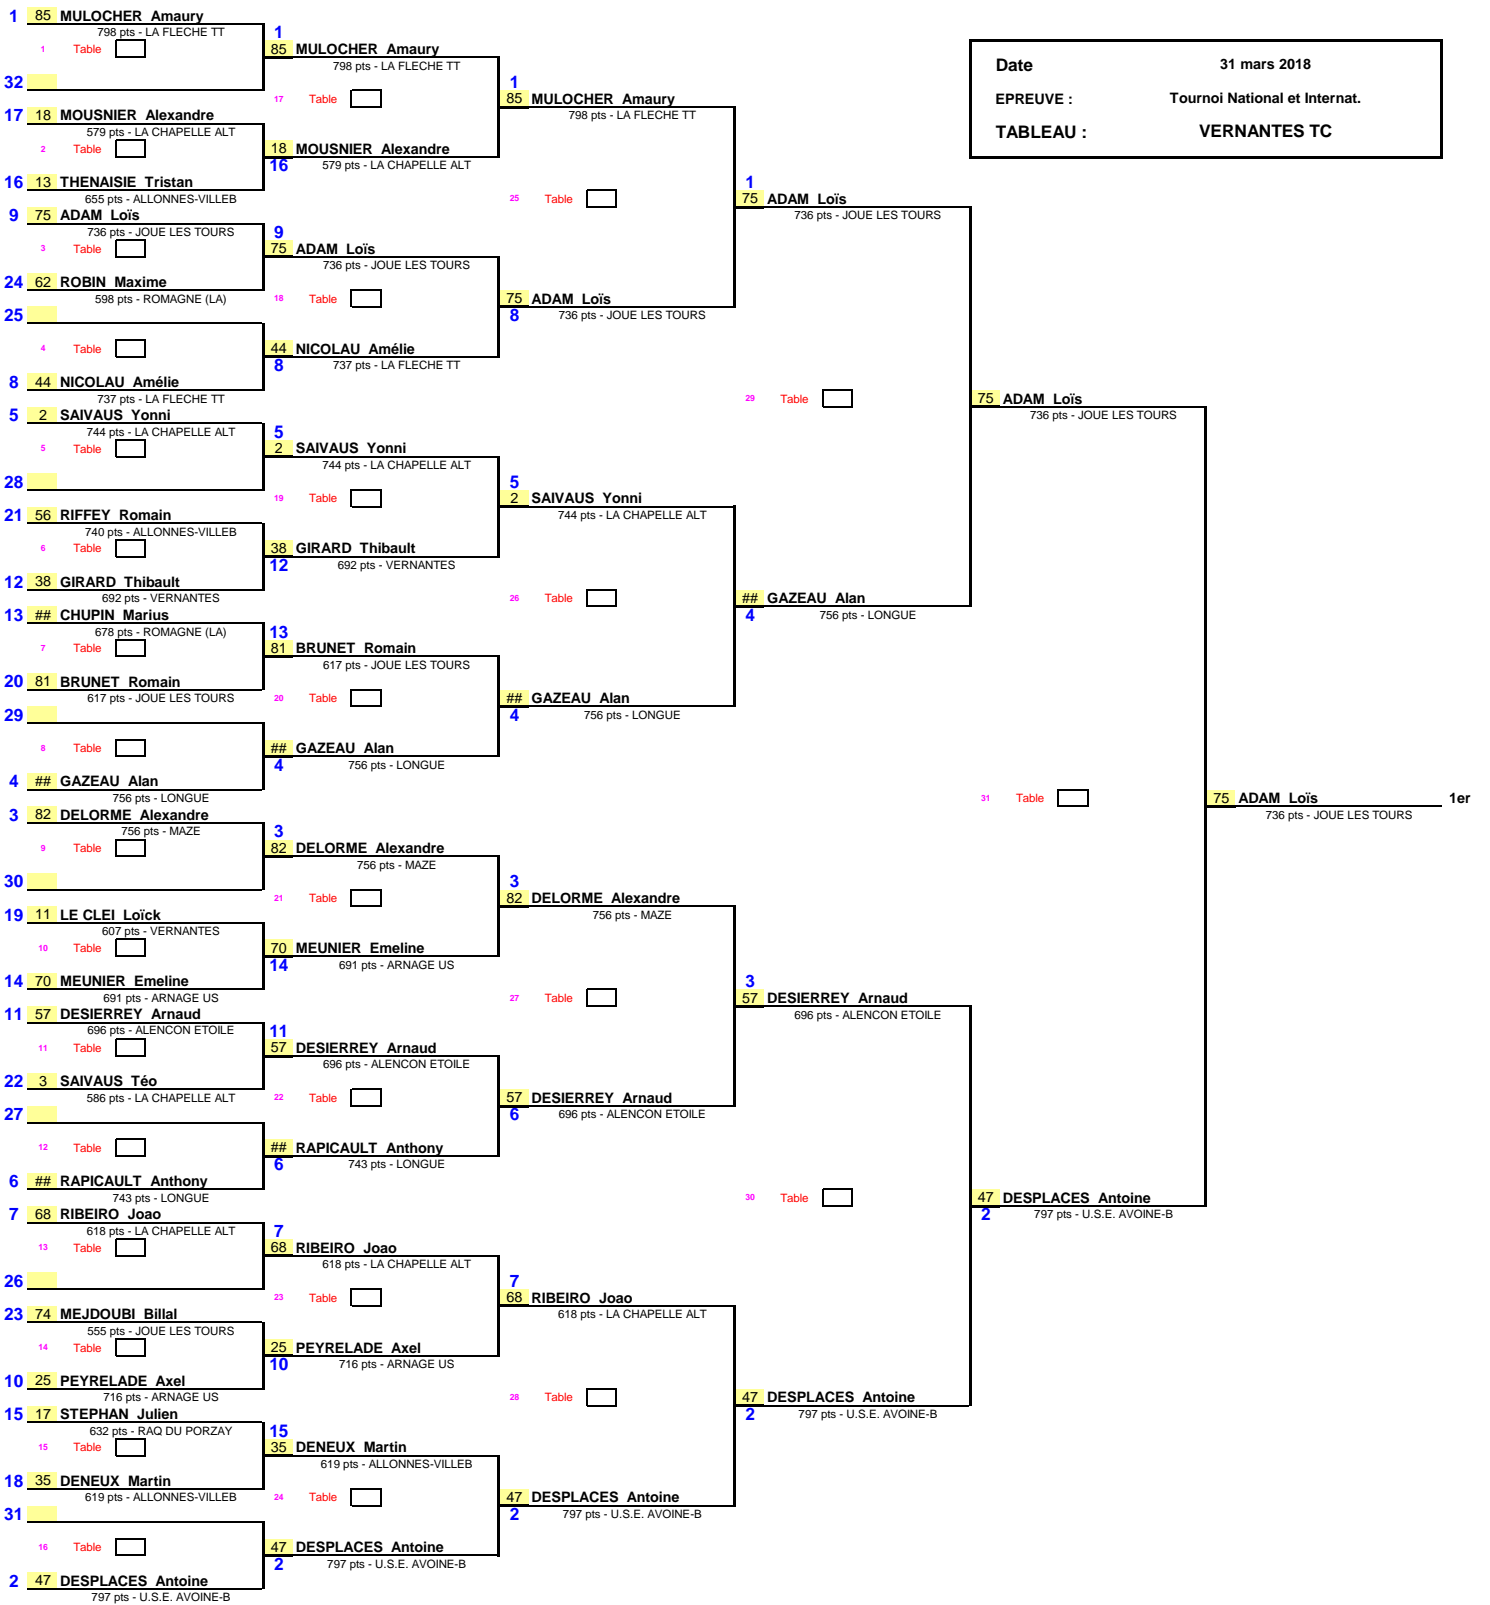 Date 31 mars 2018
EPREUVE : Tournoi National et Internat.
TABLEAU : VERNANTES TC
1 85 MULOCHER Amaury
798 pts - LA FLECHE TT
1 Table
32
17 18 MOUSNIER Alexandre
579 pts - LA CHAPELLE ALT
2 Table
16 13 THENAISIE Tristan
655 pts - ALLONNES-VILLEB
9 75 ADAM Loïs
736 pts - JOUE LES TOURS
3 Table
24 62 ROBIN Maxime
598 pts - ROMAGNE (LA)
25
4 Table
8 44 NICOLAU Amélie
737 pts - LA FLECHE TT
5 2 SAIVAUS Yonni
744 pts - LA CHAPELLE ALT
5 Table
28
21 56 RIFFEY Romain
740 pts - ALLONNES-VILLEB
6 Table
12 38 GIRARD Thibault
692 pts - VERNANTES
13 ## CHUPIN Marius
678 pts - ROMAGNE (LA)
7 Table
20 81 BRUNET Romain
617 pts - JOUE LES TOURS
29
8 Table
4 ## GAZEAU Alan
756 pts - LONGUE
3 82 DELORME Alexandre
756 pts - MAZE
9 Table
30
19 11 LE CLEI Loïck
607 pts - VERNANTES
10 Table
14 70 MEUNIER Emeline
691 pts - ARNAGE US
11 57 DESIERREY Arnaud
696 pts - ALENCON ETOILE
11 Table
22 3 SAIVAUS Téo
586 pts - LA CHAPELLE ALT
27
12 Table
6 ## RAPICAULT Anthony
743 pts - LONGUE
7 68 RIBEIRO Joao
618 pts - LA CHAPELLE ALT
13 Table
26
23 74 MEJDOUBI Billal
555 pts - JOUE LES TOURS
14 Table
10 25 PEYRELADE Axel
716 pts - ARNAGE US
15 17 STEPHAN Julien
632 pts - RAQ DU PORZAY
15 Table
18 35 DENEUX Martin
619 pts - ALLONNES-VILLEB
31
16 Table
2 47 DESPLACES Antoine
797 pts - U.S.E. AVOINE-B
1
85 MULOCHER Amaury
798 pts - LA FLECHE TT
17 Table
18 MOUSNIER Alexandre
16 579 pts - LA CHAPELLE ALT
9
75 ADAM Loïs
736 pts - JOUE LES TOURS
18 Table
44 NICOLAU Amélie
8 737 pts - LA FLECHE TT
5
2 SAIVAUS Yonni
744 pts - LA CHAPELLE ALT
19 Table
38 GIRARD Thibault
12 692 pts - VERNANTES
13
81 BRUNET Romain
617 pts - JOUE LES TOURS
20 Table
## GAZEAU Alan
4 756 pts - LONGUE
3
82 DELORME Alexandre
756 pts - MAZE
21 Table
70 MEUNIER Emeline
14 691 pts - ARNAGE US
11
57 DESIERREY Arnaud
696 pts - ALENCON ETOILE
22 Table
## RAPICAULT Anthony
6 743 pts - LONGUE
7
68 RIBEIRO Joao
618 pts - LA CHAPELLE ALT
23 Table
25 PEYRELADE Axel
10 716 pts - ARNAGE US
15
35 DENEUX Martin
619 pts - ALLONNES-VILLEB
24 Table
47 DESPLACES Antoine
2 797 pts - U.S.E. AVOINE-B
1
85 MULOCHER Amaury
798 pts - LA FLECHE TT
25 Table
75 ADAM Loïs
8 736 pts - JOUE LES TOURS
5
2 SAIVAUS Yonni
744 pts - LA CHAPELLE ALT
26 Table
## GAZEAU Alan
4 756 pts - LONGUE
3
82 DELORME Alexandre
756 pts - MAZE
27 Table
57 DESIERREY Arnaud
6 696 pts - ALENCON ETOILE
7
68 RIBEIRO Joao
618 pts - LA CHAPELLE ALT
28 Table
47 DESPLACES Antoine
2 797 pts - U.S.E. AVOINE-B
1
75 ADAM Loïs
736 pts - JOUE LES TOURS
29 Table
## GAZEAU Alan
4 756 pts - LONGUE
3
57 DESIERREY Arnaud
696 pts - ALENCON ETOILE
30 Table
47 DESPLACES Antoine
2 797 pts - U.S.E. AVOINE-B
75 ADAM Loïs
736 pts - JOUE LES TOURS
31 Table
47 DESPLACES Antoine
2 797 pts - U.S.E. AVOINE-B
75 ADAM Loïs 1er
736 pts - JOUE LES TOURS